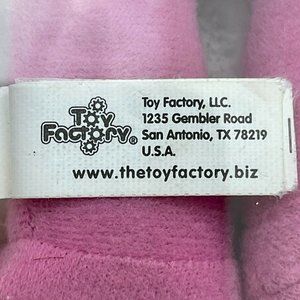 Toy
Factory®
Toy Factory, LLC.
1235 Gembler Road
San Antonio, TX 78219
U.S.A.
www.thetoyfactory.biz